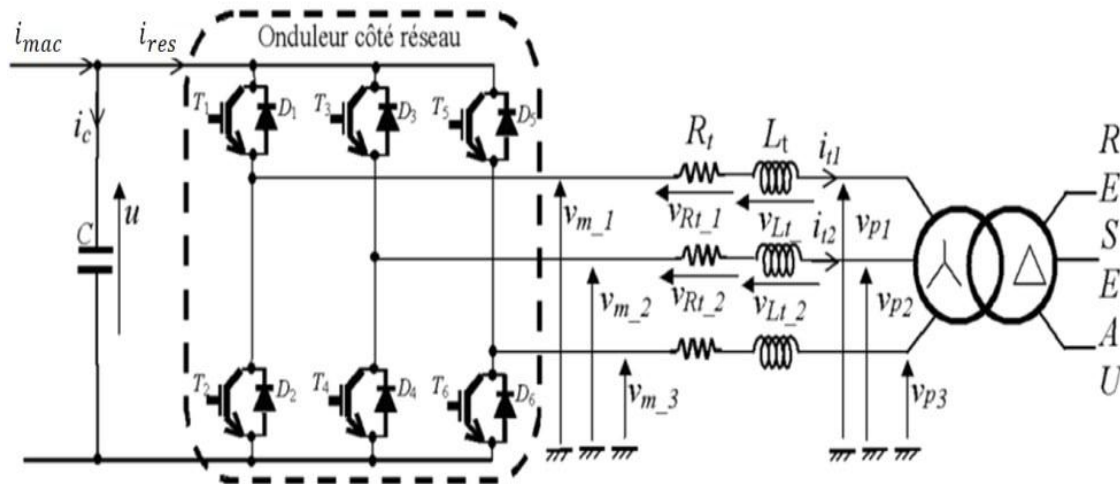 i_mac
i_res
Onduleur côté réseau
T_1
D_1
T_3
D_3
T_5
D_5
i_c
u
C
R_t
L_t
i_t1
v_m_1
v_Rt_1
v_Lt_
i_t2
v_p1
v_m_2
v_Rt_2
v_Lt_2
v_p2
v_m_3
v_p3
T_2
D_2
T_4
D_4
T_6
D_6
R
E
S
E
A
U